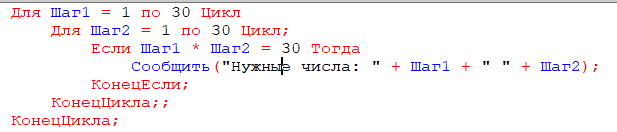 Для Шаг1 = 1 по 30 Цикл
Для Шаг2 = 1 по 30 Цикл;
Если Шаг1 * Шаг2 = 30 Тогда
Сообщить("Нужные числа: " + Шаг1 + " " + Шаг2);
КонецЕсли;
КонецЦикла;;
КонецЦикла;